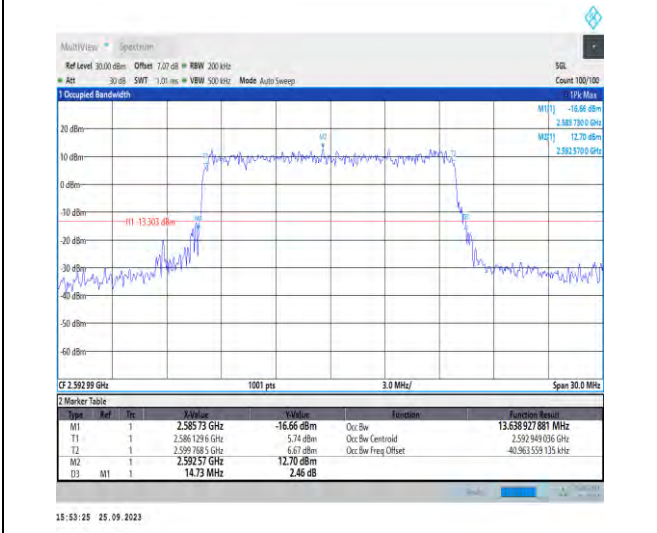 MultiView Spectrum
Ref Level 30.00 dBm Offset 7.07 dB RBW 200 kHz SGL
Att 30 dB SWT 1.01 ms VBW 500 kHz Mode Auto Sweep Count 100/100
1 Occupied Bandwidth 1Pk Max
M1[1] -16.66 dBm
2.585 730 0 GHz
M2[1] 12.70 dBm
2.592 570 0 GHz
20 dBm
M2
T1
T2
10 dBm
0 dBm
-10 dBm
H1 -13.303 dBm
M1
D3
-20 dBm
-30 dBm
-40 dBm
-50 dBm
-60 dBm
CF 2.592 99 GHz 1001 pts 3.0 MHz/ Span 30.0 MHz
2 Marker Table
Type Ref Trc X-Value Y-Value Function Function Result
M1 1 2.585 73 GHz -16.66 dBm Occ Bw 13.638 927 881 MHz
T1 1 2.586 129 6 GHz 5.74 dBm Occ Bw Centroid 2.592 949 036 GHz
T2 1 2.599 768 5 GHz 6.67 dBm Occ Bw Freq Offset -40.963 559 135 kHz
M2 1 2.592 57 GHz 12.70 dBm
D3 M1 1 14.73 MHz 2.46 dB
15:53:25 25.09.2023